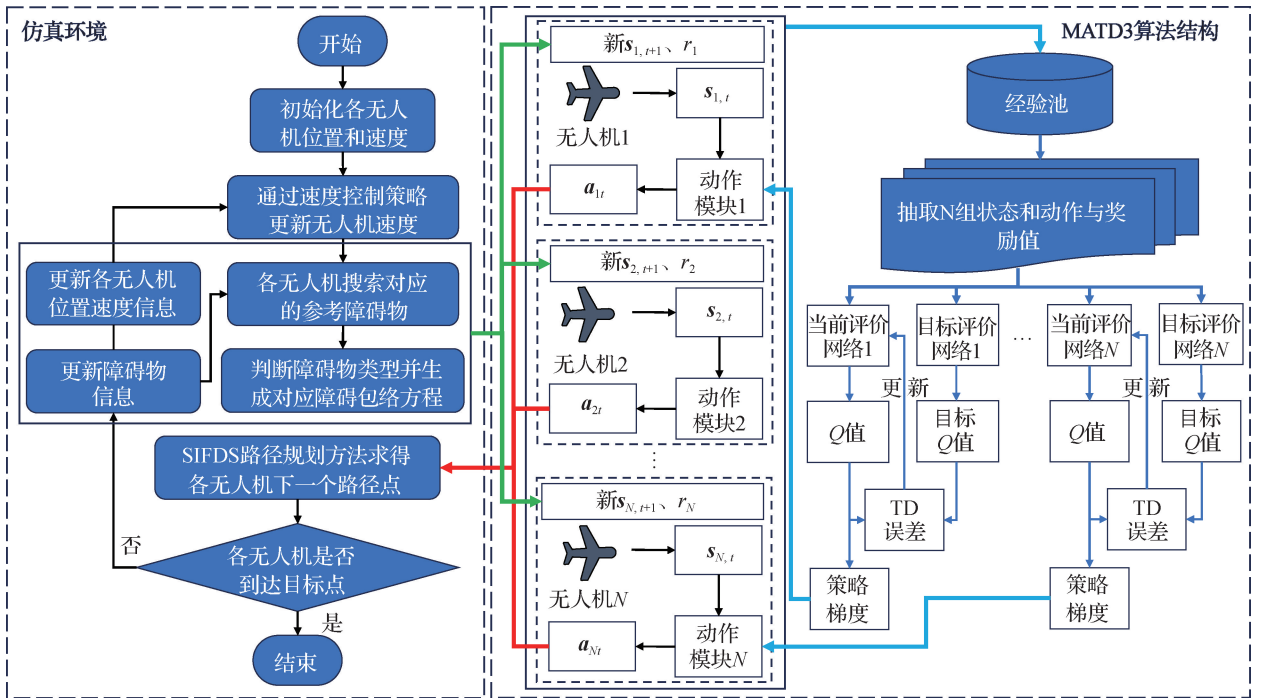 仿真环境
开始
初始化各无人
机位置和速度
通过速度控制策略
更新无人机速度
更新各无人机
位置速度信息
各无人机搜索对应
的参考障碍物
更新障碍物
信息
判断障碍物类型并生
成对应障碍包络方程
SIFDS路径规划方法求得
各无人机下一个路径点
否
各无人机是否
到达目标点
是
结束
新s1, t+1、r1
s1, t
无人机1
a1t
动作
模块1
新s2, t+1、r2
s2, t
无人机2
a2t
动作
模块2
⋮
新sN, t+1、rN
sN, t
无人机N
aNt
动作
模块N
MATD3算法结构
经验池
抽取N组状态和动作与奖
励值
当前评价
网络1
目标评价
网络1
…
当前评价
网络N
目标评价
网络N
更新
更新
Q值
目标
Q值
Q值
目标
Q值
TD
误差
TD
误差
策略
梯度
策略
梯度